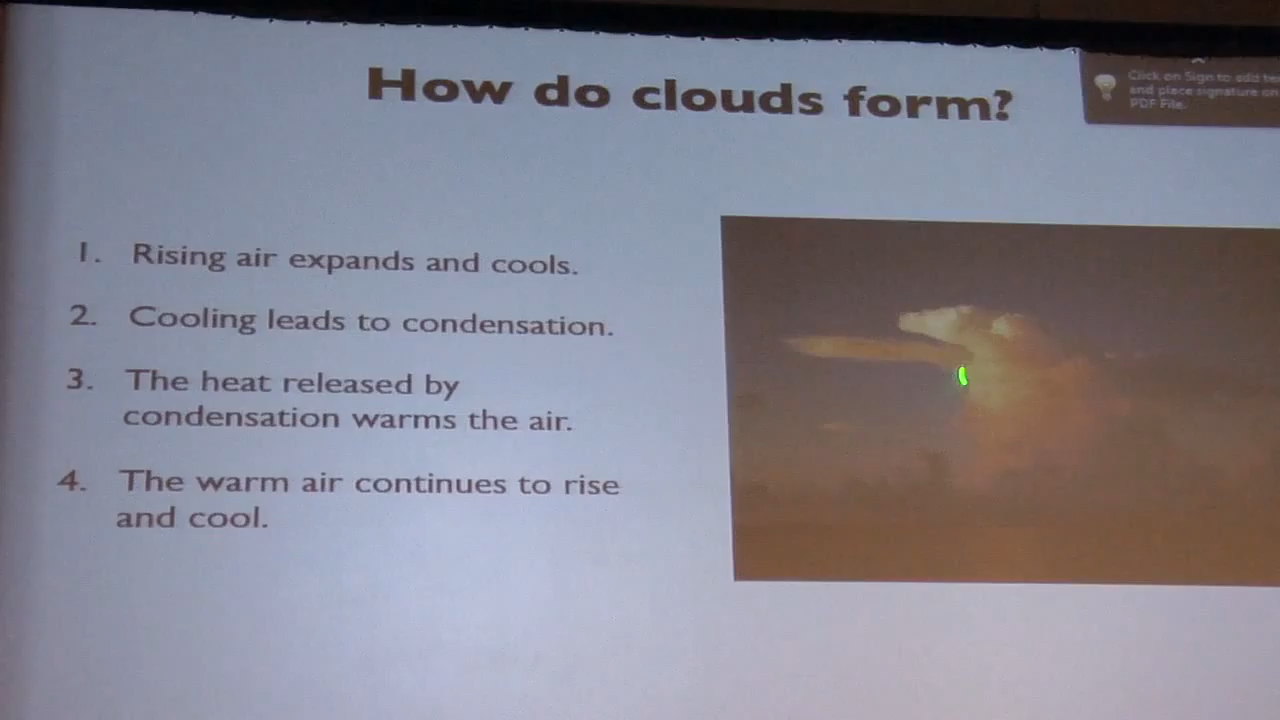 How do clouds form?
Click on Sign to add
and place signature on
PDF File.
1. Rising air expands and cools.
2. Cooling leads to condensation.
3. The heat released by
condensation warms the air.
4. The warm air continues to rise
and cool.